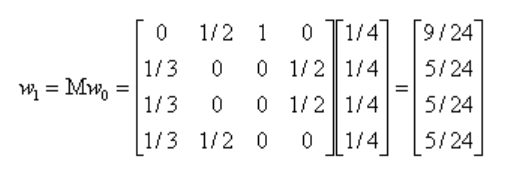 w₁ = Mw₀ = [0 1/2 1 0; 1/3 0 0 1/2; 1/3 0 0 1/2; 1/3 1/2 0 0] [1/4; 1/4; 1/4; 1/4] = [9/24; 5/24; 5/24; 5/24]